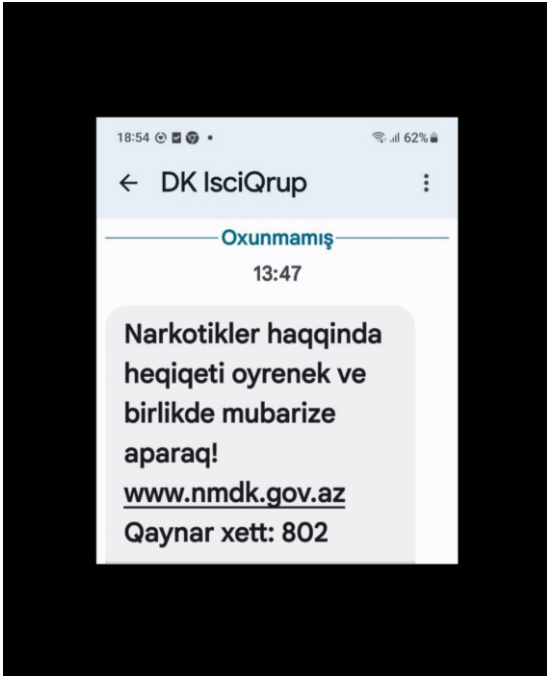 18:54
62%
DK IsciQrup
Oxunmamış
13:47
Narkotikler haqqinda
heqiqeti oyrenek ve
birlikde mubarize
aparaq!
www.nmdk.gov.az
Qaynar xett: 802